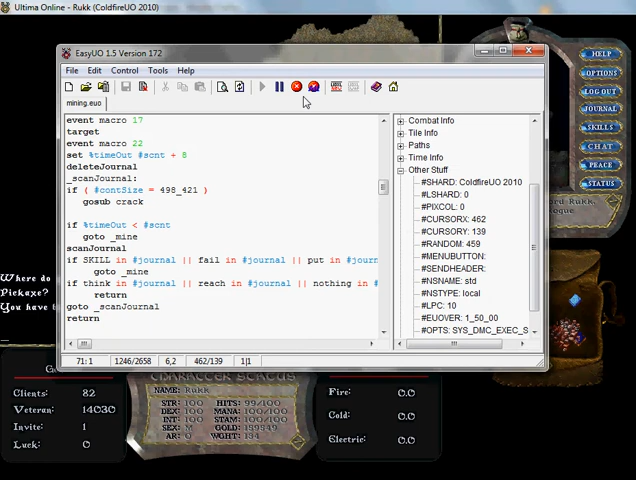 Ultima Online - Rukk (ColdfireUO 2010)
EasyUO 1.5 Version 172
File Edit Control Tools Help
mining.euo
event macro 17
target
event macro 22
set %timeOut #scnt + 8
deleteJournal
_scanJournal:
if ( #contSize = 498_421 )
gosub crack
if %timeOut < #scnt
goto _mine
scanJournal
if SKILL in #journal || fail in #journal || put in #journ
goto _mine
if think in #journal || reach in #journal || nothing in #
return
goto _scanJournal
return
Combat Info
Tile Info
Paths
Time Info
Other Stuff
#SHARD: ColdfireUO 2010
#LSHARD: 0
#PIXCOL: 0
#CURSORX: 462
#CURSORY: 139
#RANDOM: 459
#MENUBUTTON:
#SENDHEADER:
#NSNAME: std
#NSTYPE: local
#LPC: 10
#EUOVER: 1_50_00
#OPTS: SYS_DMC_EXEC_S
71: 1
1246/2658
6,2
462/139
1|1
HELP
OPTIONS
LOG OUT
JOURNAL
SKILLS
CHAT
PEACE
STATUS
ord Rukk,
ogue
Where do
Pickaxe?
You have t
Clients: 82
Veteran: 14030
Invite: 1
Luck: 0
CHARACTER STATUS
NAME: Rukk
STR: 100 HITS: 99/100
DEX: 100 MANA: 100/100
INT: 100 STAM: 100/100
SEX: M GOLD: 159549
AR: 0 WGHT: 134
Fire: 0.0
Cold: 0.0
Electric: 0.0